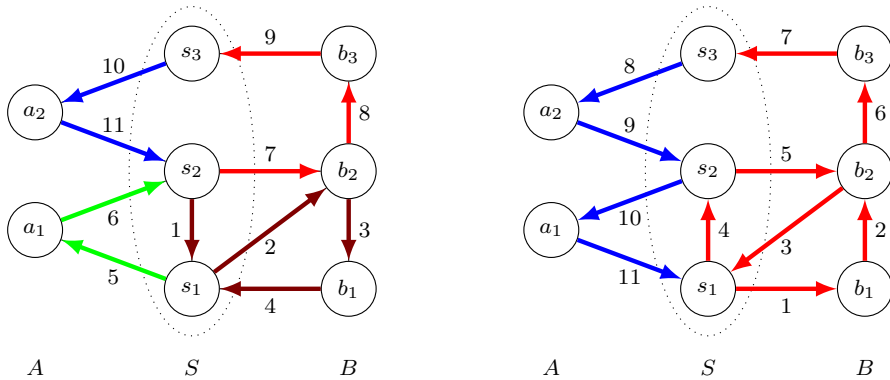 9 7
s₃ b₃ s₃ b₃
10 8
a₂ 8 a₂ 6
11 9
7 5
s₂ b₂ s₂ b₂
6 10
a₁ 1 3 a₁ 4 2
2 3
5 11
s₁ b₁ s₁ b₁
4 1
A S B A S B